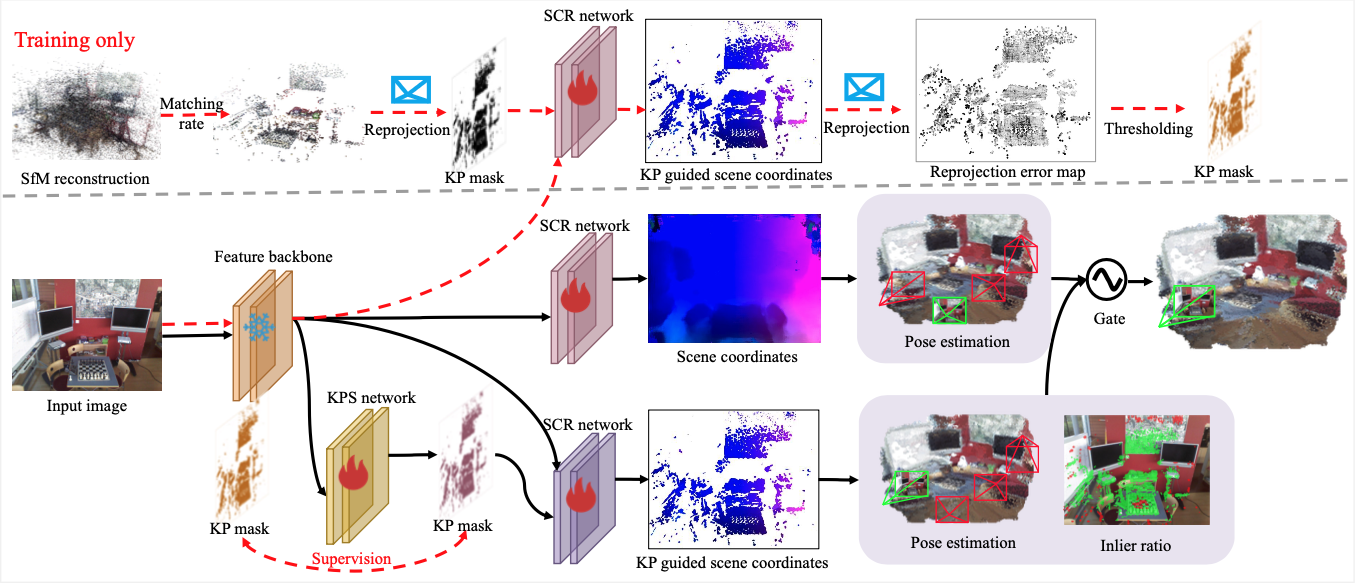 Training only
SfM reconstruction
Matching
rate
Reprojection
KP mask
SCR network
KP guided scene coordinates
Reprojection
Reprojection error map
Thresholding
KP mask
Input image
Feature backbone
SCR network
Scene coordinates
Pose estimation
Gate
KP mask
KPS network
KP mask
Supervision
SCR network
KP guided scene coordinates
Pose estimation
Inlier ratio